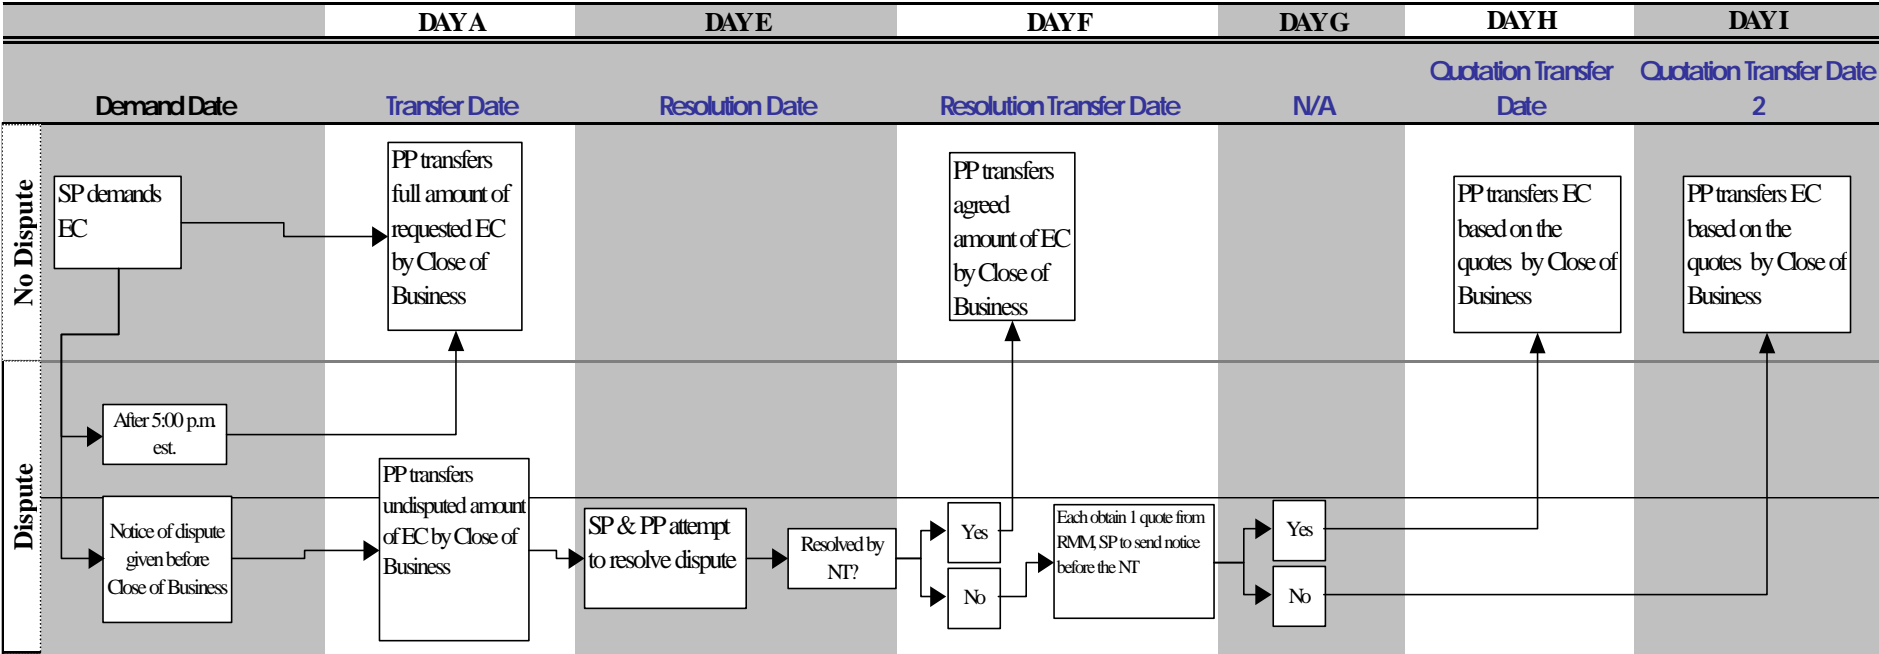 DAY A DAY E DAY F DAY G DAY H DAY I
Demand Date
Transfer Date
Resolution Date
Resolution Transfer Date
N/A
Quotation Transfer
Date
Quotation Transfer Date
2
No Dispute
SP demands
EC
PP transfers
full amount of
requested EC
by Close of
Business
PP transfers
agreed
amount of EC
by Close of
Business
PP transfers EC
based on the
quotes by Close of
Business
PP transfers EC
based on the
quotes by Close of
Business
Dispute
After 5:00 p.m.
est.
Notice of dispute
given before
Close of Business
PP transfers
undisputed amount
of EC by Close of
Business
SP & PP attempt
to resolve dispute
Resolved by
NT?
Yes
No
Each obtain 1 quote from
RMM, SP to send notice
before the NT
Yes
No